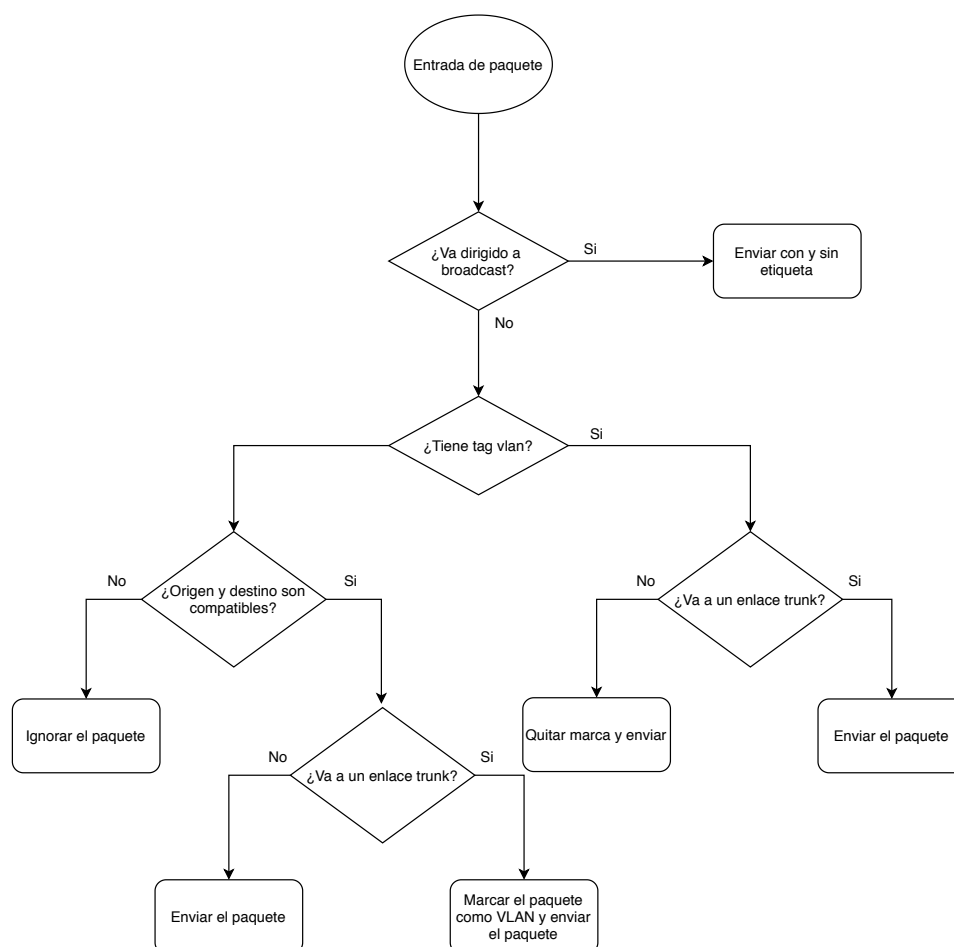 Entrada de paquete
¿Va dirigido a
broadcast?
Si
Enviar con y sin
etiqueta
No
¿Tiene tag vlan?
Si
No
¿Origen y destino son
compatibles?
Si
No
¿Va a un enlace trunk?
Si
Ignorar el paquete
Quitar marca y enviar
Enviar el paquete
No
¿Va a un enlace trunk?
Si
Enviar el paquete
Marcar el paquete
como VLAN y enviar
el paquete